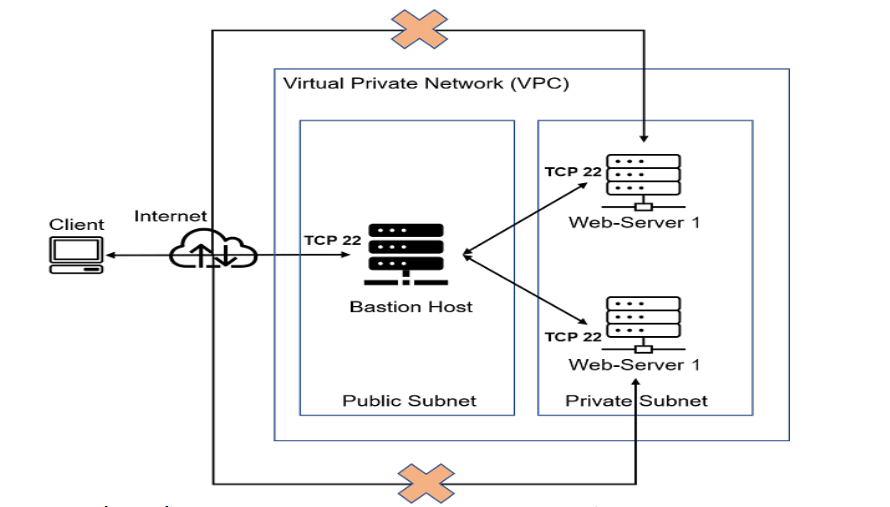 Virtual Private Network (VPC)
Client
Internet
TCP 22
Bastion Host
Public Subnet
TCP 22
Web-Server 1
TCP 22
Web-Server 1
Private Subnet